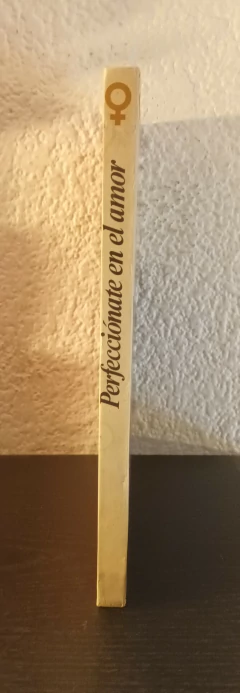 Perfecciónate en el amor